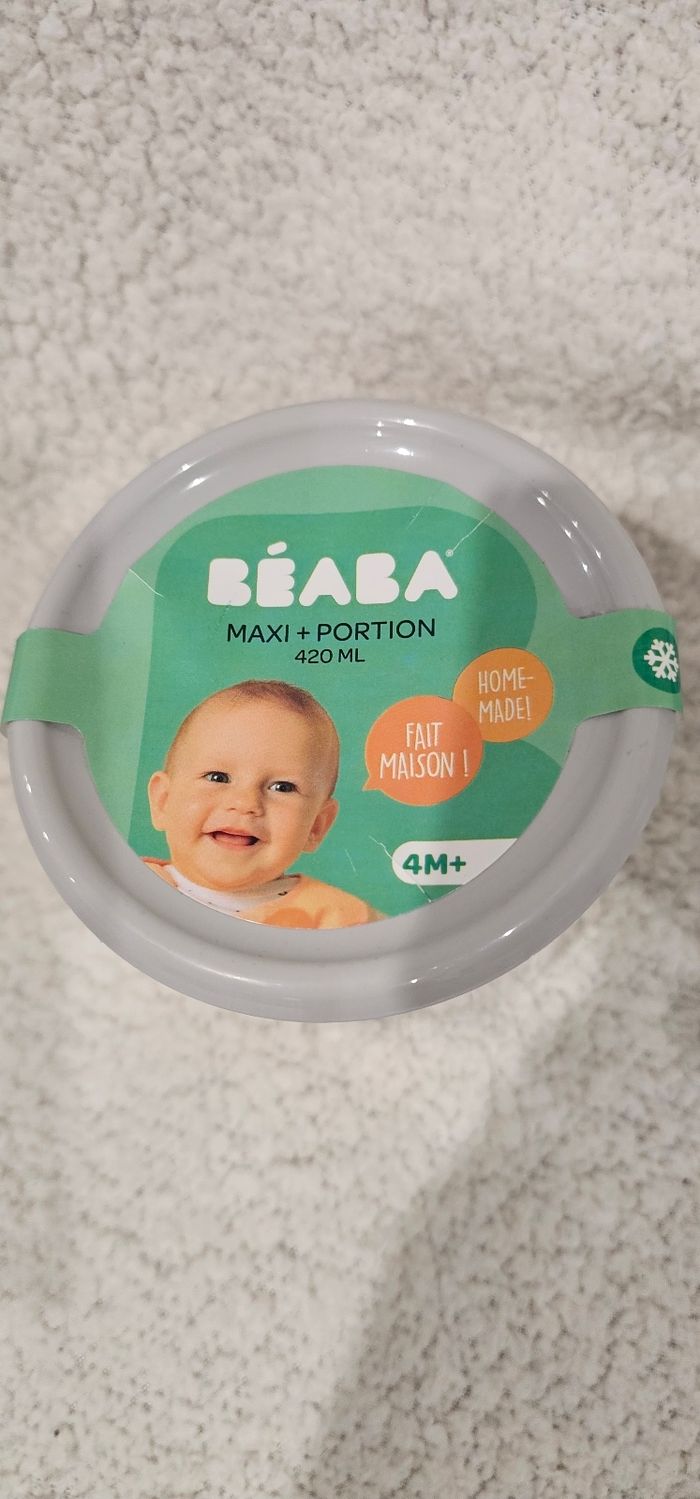 BÉABA®
MAXI + PORTION
420 ML
HOME-
MADE!
FAIT
MAISON !
4M+